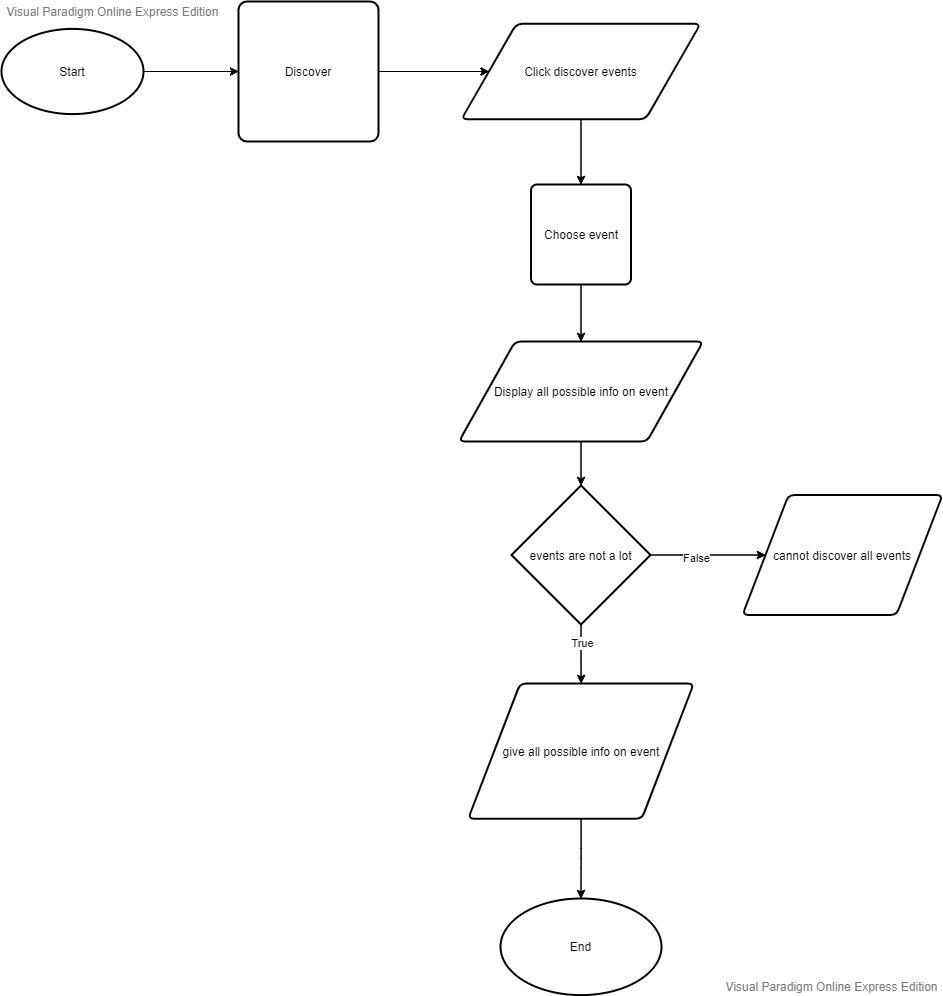 Visual Paradigm Online Express Edition
Start
Discover
Click discover events
Choose event
Display all possible info on event
events are not a lot
False
cannot discover all events
True
give all possible info on event
End
Visual Paradigm Online Express Edition